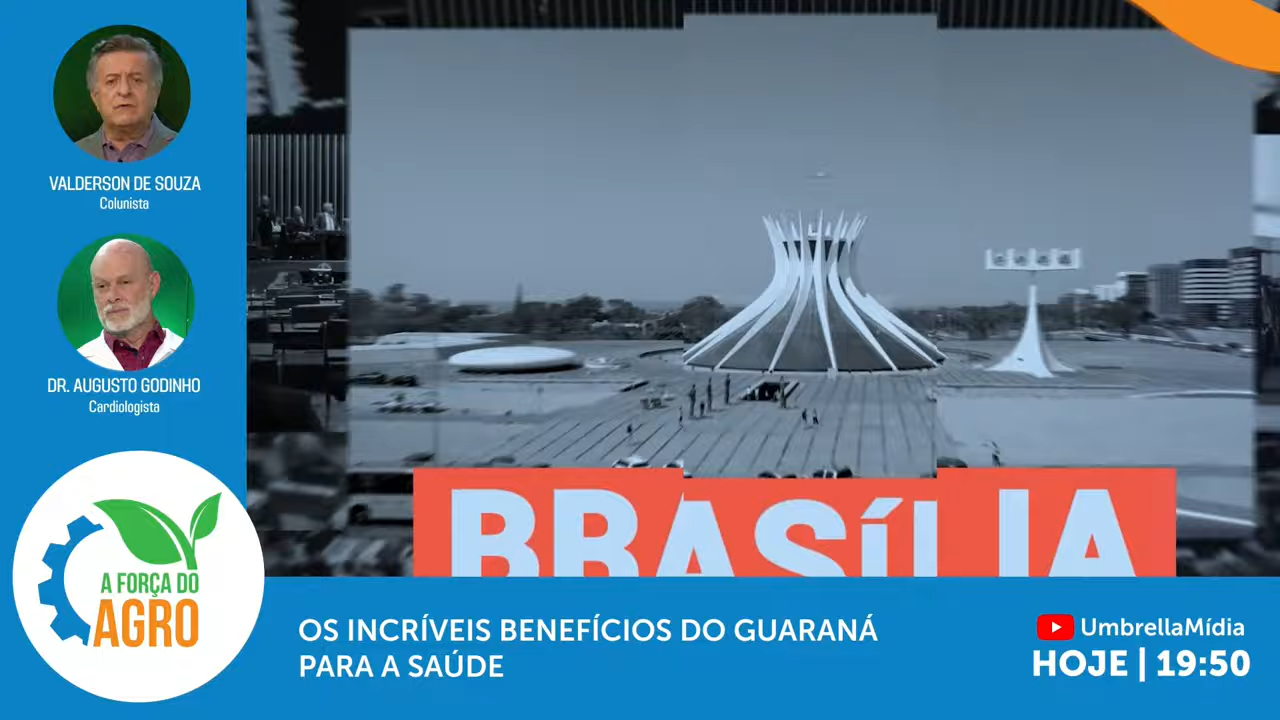 VALDERSON DE SOUZA
Colunista
DR. AUGUSTO GODINHO
Cardiologista
A FORÇA DO
AGRO
BRASÍLIA
OS INCRÍVEIS BENEFÍCIOS DO GUARANÁ
PARA A SAÚDE
UmbrellaMídia
HOJE | 19:50